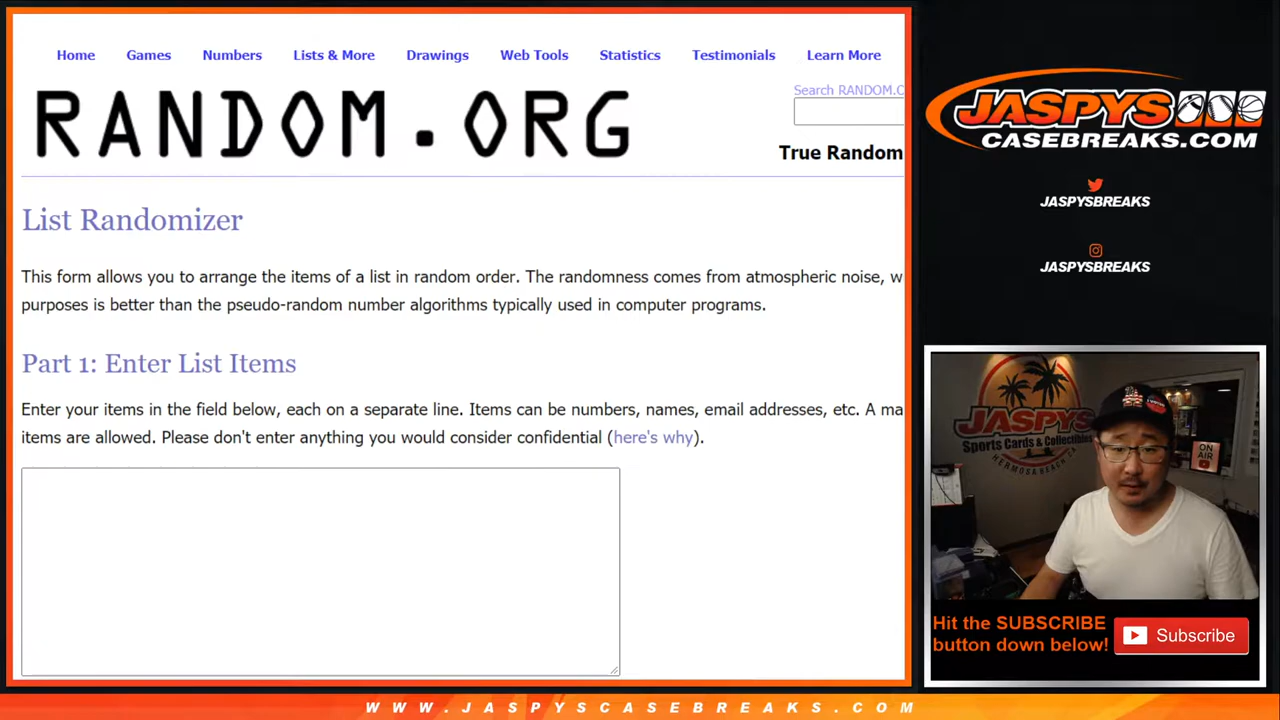 Home Games Numbers Lists & More Drawings Web Tools Statistics Testimonials Learn More
Search RANDOM.O
RANDOM.ORG
True Random
List Randomizer
This form allows you to arrange the items of a list in random order. The randomness comes from atmospheric noise, w
purposes is better than the pseudo-random number algorithms typically used in computer programs.
Part 1: Enter List Items
Enter your items in the field below, each on a separate line. Items can be numbers, names, email addresses, etc. A ma
items are allowed. Please don't enter anything you would consider confidential (here's why).
JASPYS
CASEBREAKS.COM
JASPYSBREAKS
JASPYSBREAKS
JASPYS
Sports Cards & Collectibles
HERMOSA BEACH, CA
ON
AIR
Hit the SUBSCRIBE
button down below!
Subscribe
WWW.JASPYSCASEBREAKS.COM